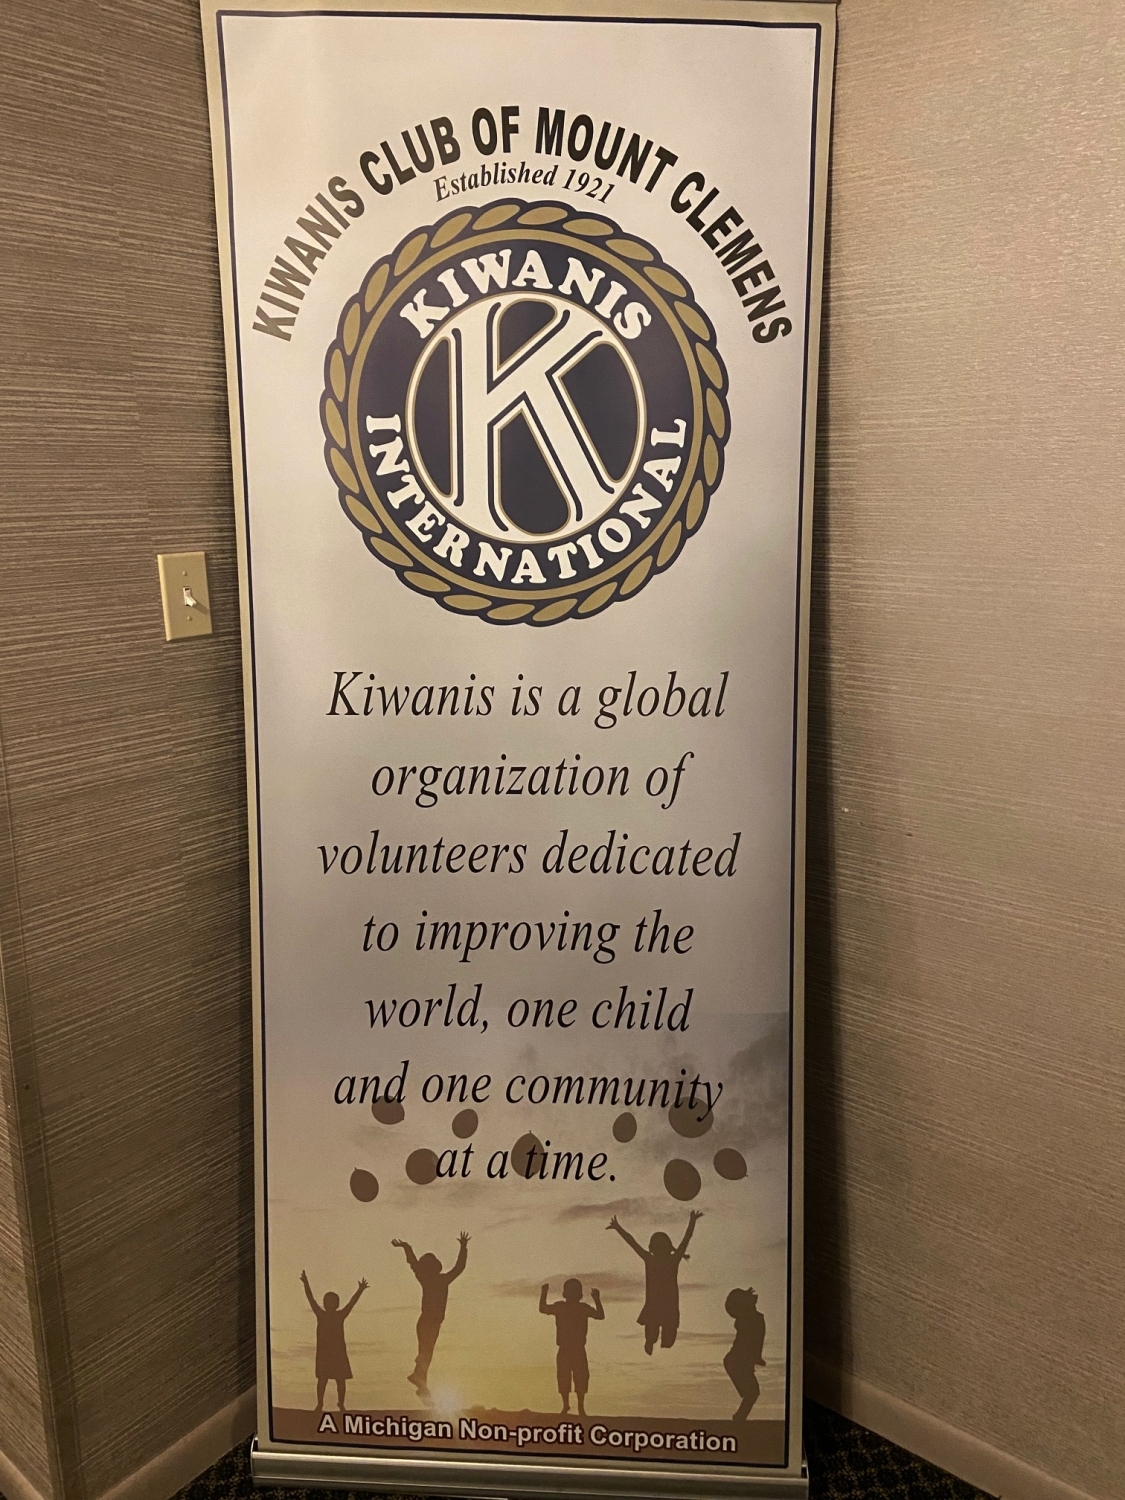 KIWANIS CLUB OF MOUNT CLEMENS
Established 1921
KIWANIS
K
INTERNATIONAL
Kiwanis is a global
organization of
volunteers dedicated
to improving the
world, one child
and one community
at a time.
A Michigan Non-profit Corporation